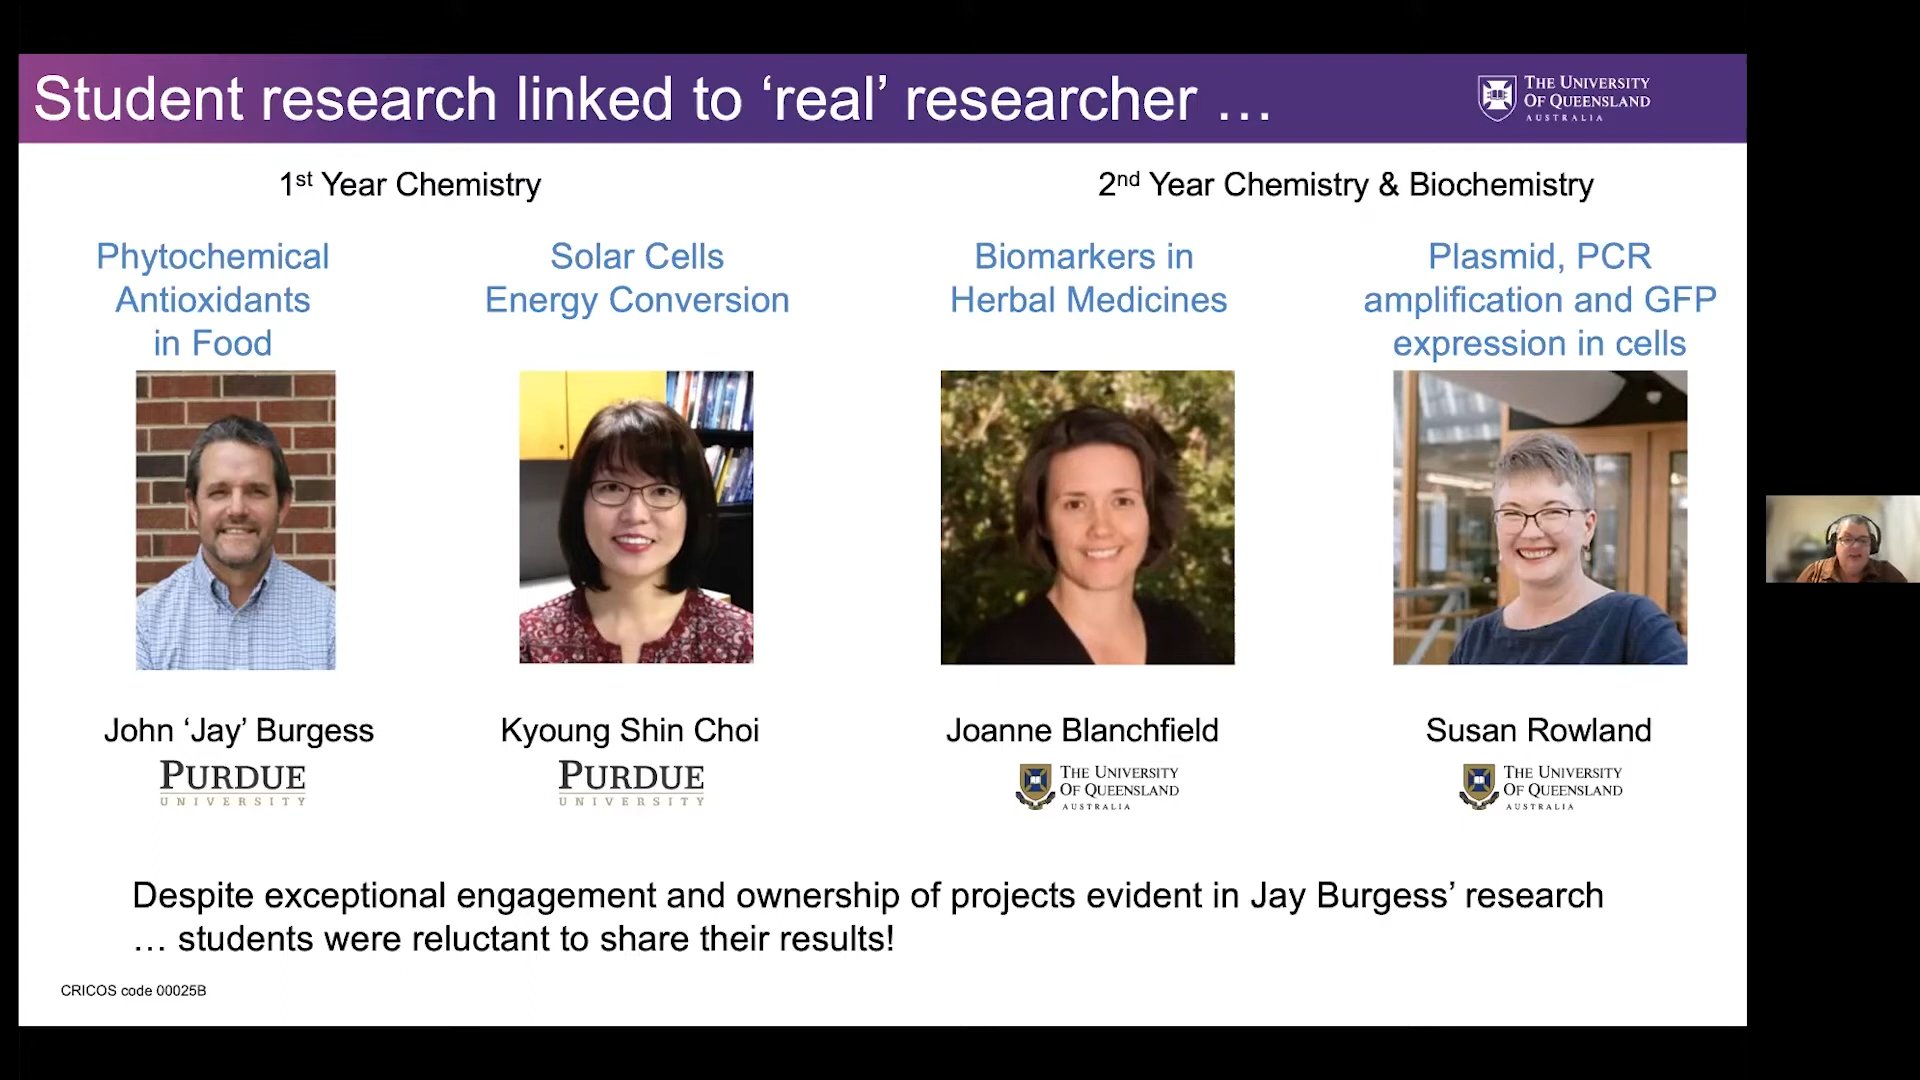 Student research linked to ‘real’ researcher …
THE UNIVERSITY
OF QUEENSLAND
AUSTRALIA
1st Year Chemistry
2nd Year Chemistry & Biochemistry
Phytochemical
Antioxidants
in Food
Solar Cells
Energy Conversion
Biomarkers in
Herbal Medicines
Plasmid, PCR
amplification and GFP
expression in cells
John ‘Jay’ Burgess
PURDUE
UNIVERSITY
Kyoung Shin Choi
PURDUE
UNIVERSITY
Joanne Blanchfield
THE UNIVERSITY
OF QUEENSLAND
AUSTRALIA
Susan Rowland
THE UNIVERSITY
OF QUEENSLAND
AUSTRALIA
Despite exceptional engagement and ownership of projects evident in Jay Burgess’ research
… students were reluctant to share their results!
CRICOS code 00025B